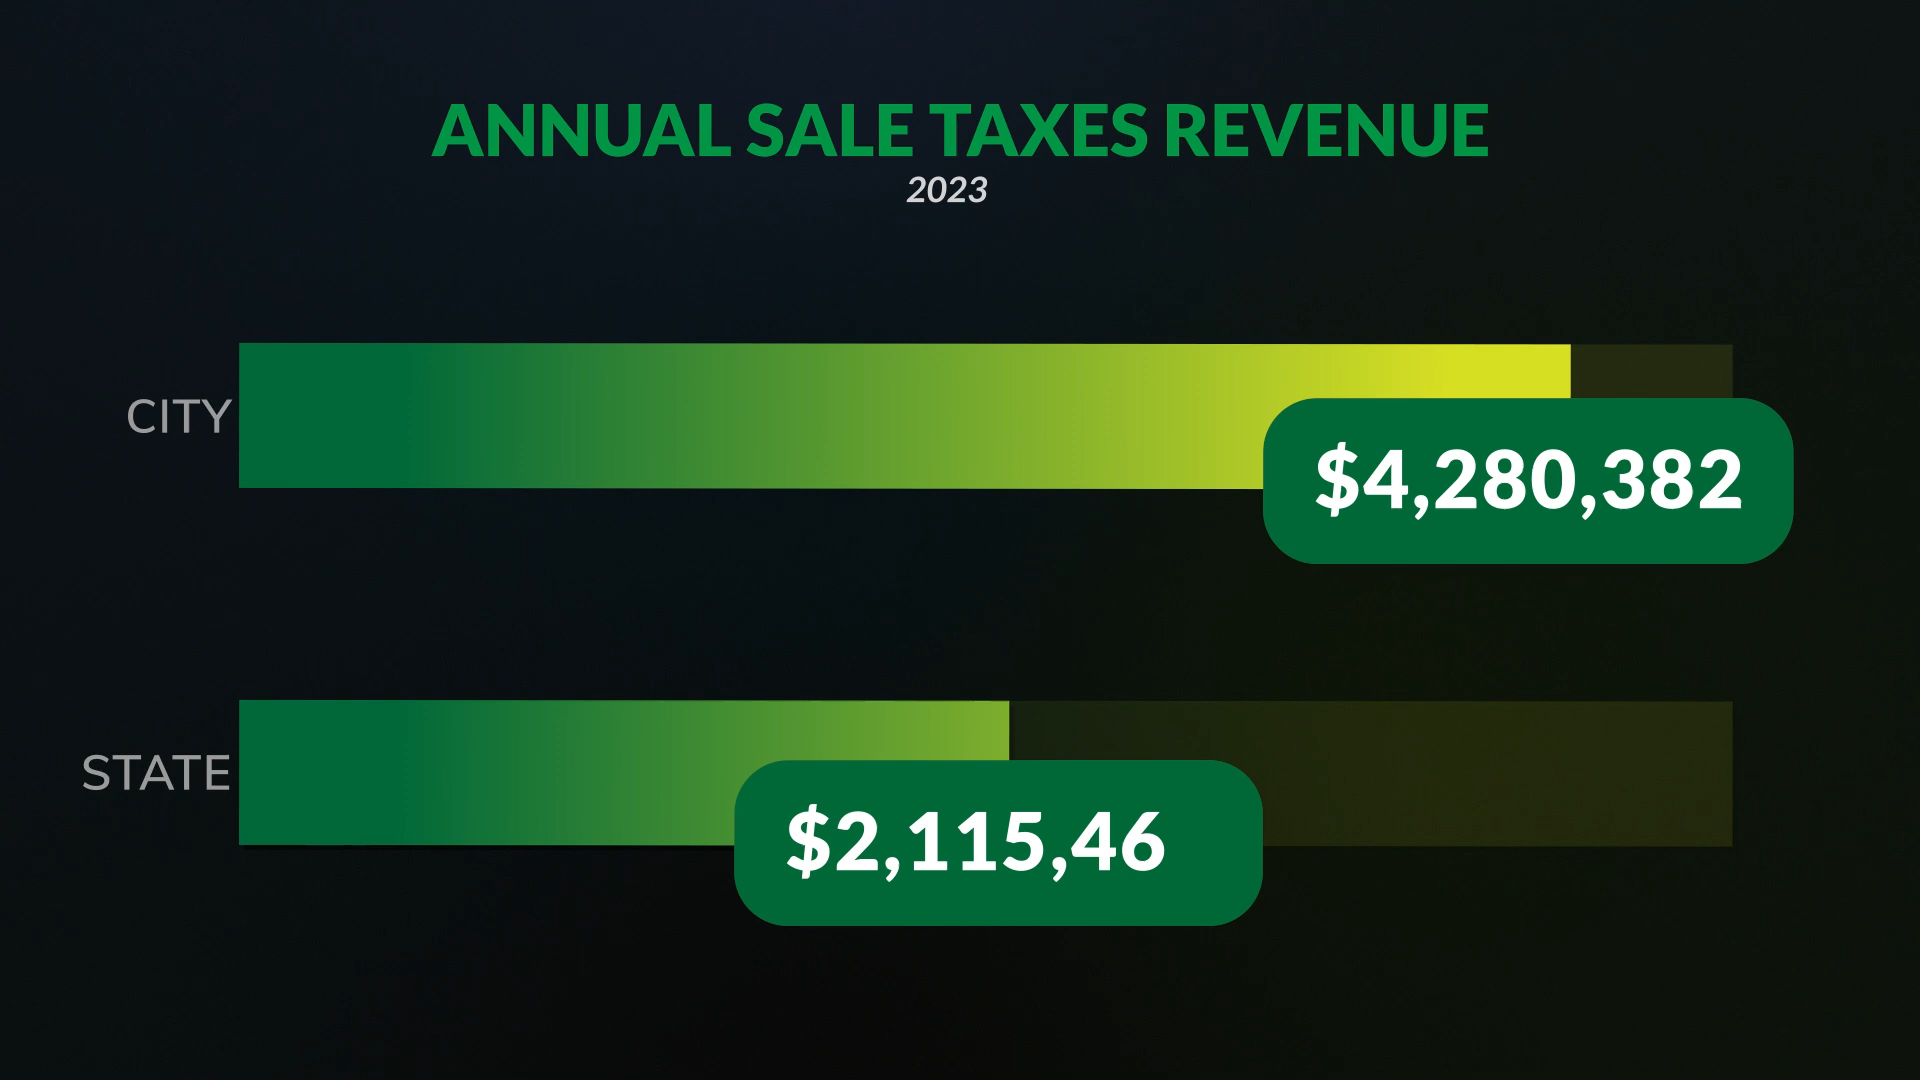 ANNUAL SALE TAXES REVENUE
2023
CITY
$4,280,382
STATE
$2,115,46